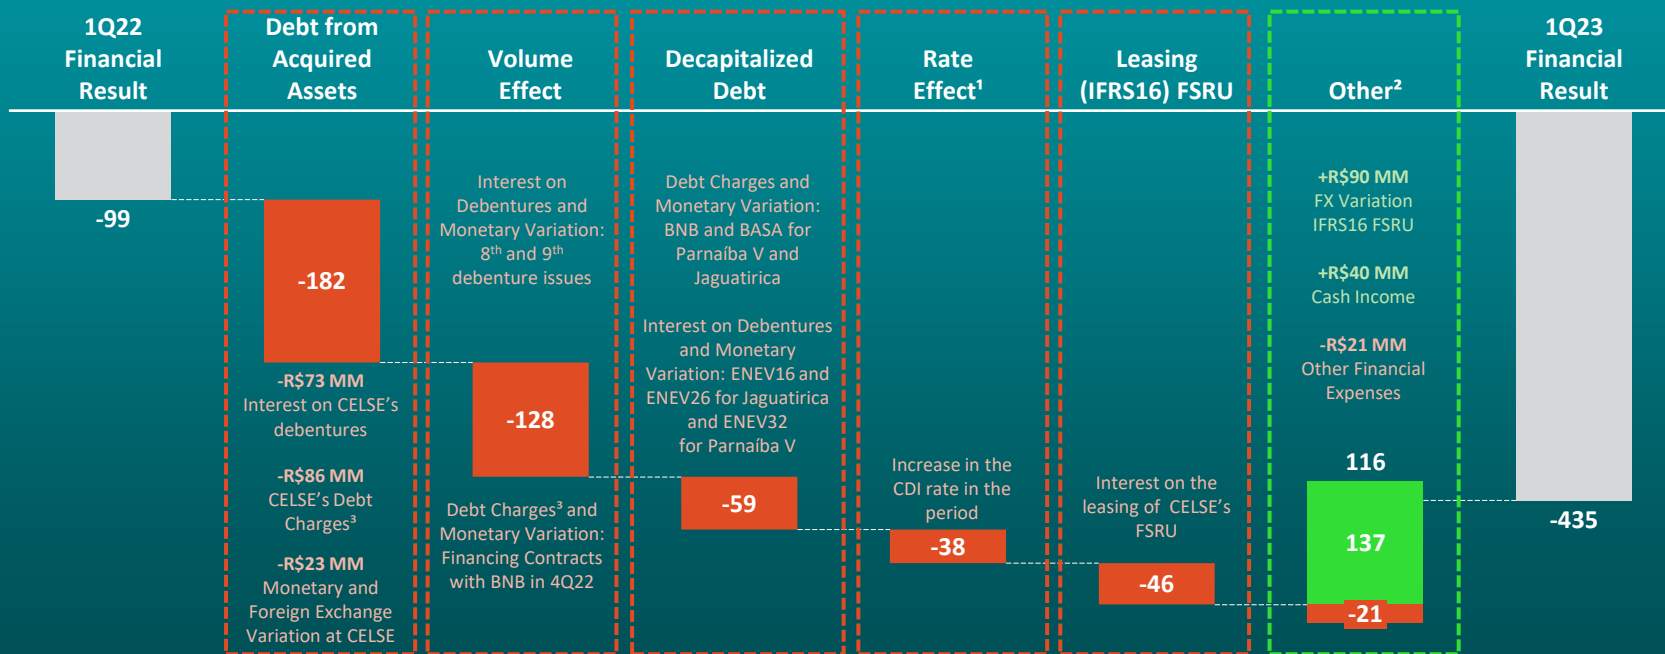 1Q22
Financial
Result
-99
Debt from
Acquired
Assets
-182
-R$73 MM
Interest on CELSE’s
debentures
-R$86 MM
CELSE’s Debt
Charges³
-R$23 MM
Monetary and
Foreign Exchange
Variation at CELSE
Volume
Effect
Interest on
Debentures and
Monetary Variation:
8th and 9th
debenture issues
-128
Debt Charges³ and
Monetary Variation:
Financing Contracts
with BNB in 4Q22
Decapitalized
Debt
Debt Charges and
Monetary Variation:
BNB and BASA for
Parnaíba V and
Jaguatirica
Interest on Debentures
and Monetary
Variation: ENEV16 and
ENEV26 for Jaguatirica
and ENEV32
for Parnaíba V
-59
Rate
Effect¹
Increase in the
CDI rate in the
period
-38
Leasing
(IFRS16) FSRU
Interest on the
leasing of CELSE’s
FSRU
-46
Other²
+R$90 MM
FX Variation
IFRS16 FSRU
+R$40 MM
Cash Income
-R$21 MM
Other Financial
Expenses
116
137
-21
1Q23
Financial
Result
-435